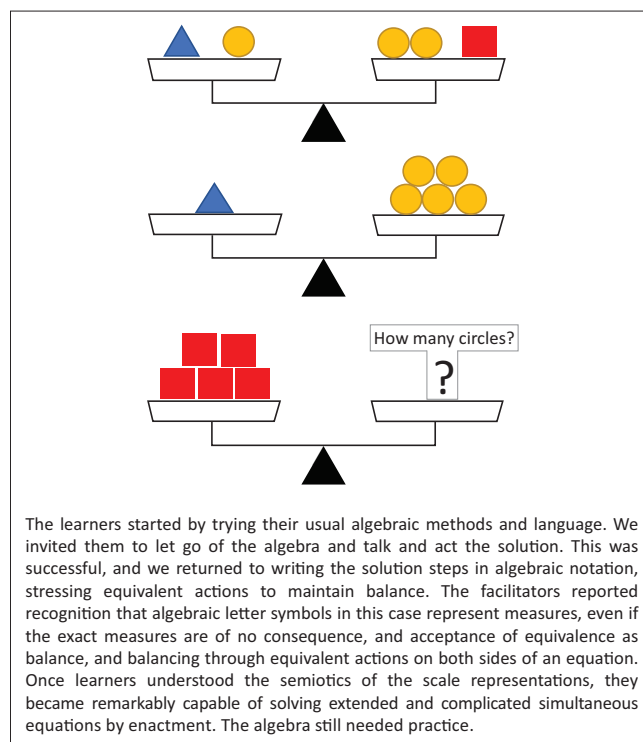 How many circles?
?
The learners started by trying their usual algebraic methods and language. We
invited them to let go of the algebra and talk and act the solution. This was
successful, and we returned to writing the solution steps in algebraic notation,
stressing equivalent actions to maintain balance. The facilitators reported
recognition that algebraic letter symbols in this case represent measures, even if
the exact measures are of no consequence, and acceptance of equivalence as
balance, and balancing through equivalent actions on both sides of an equation.
Once learners understood the semiotics of the scale representations, they
became remarkably capable of solving extended and complicated simultaneous
equations by enactment. The algebra still needed practice.